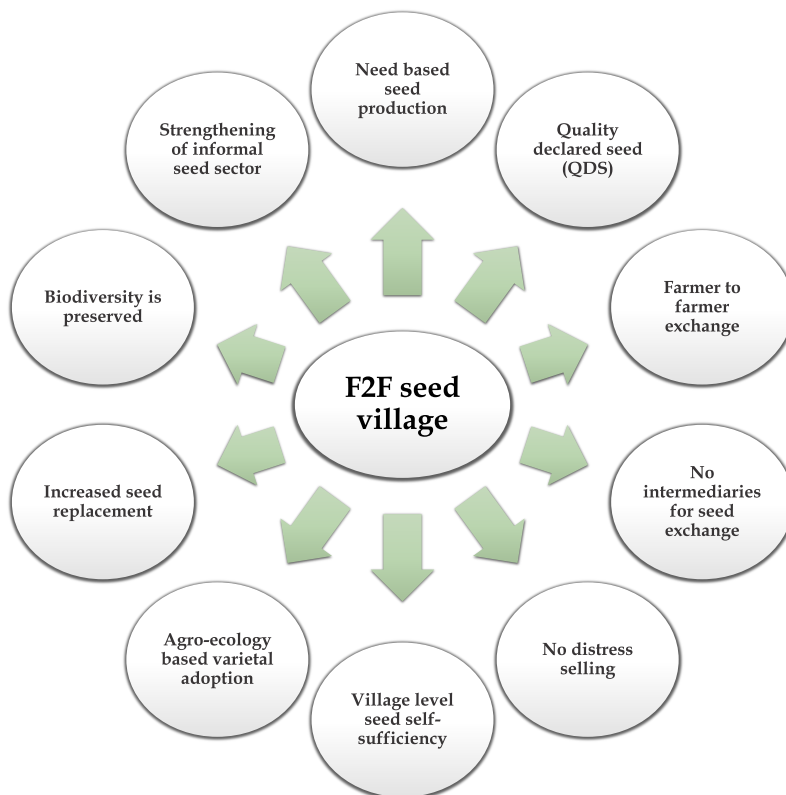 Need based
seed
production
Quality
declared seed
(QDS)
Farmer to
farmer
exchange
No
intermediaries
for seed
exchange
No distress
selling
Village level
seed self-
sufficiency
Agro-ecology
based varietal
adoption
Increased seed
replacement
Biodiversity is
preserved
Strengthening
of informal
seed sector
F2F seed
village